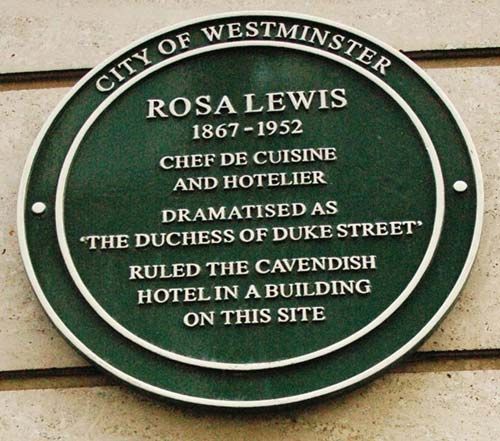 CITY OF WESTMINSTER
ROSA LEWIS
1867-1952
CHEF DE CUISINE
AND HOTELIER
DRAMATISED AS
'THE DUCHESS OF DUKE STREET'
RULED THE CAVENDISH
HOTEL IN A BUILDING
ON THIS SITE